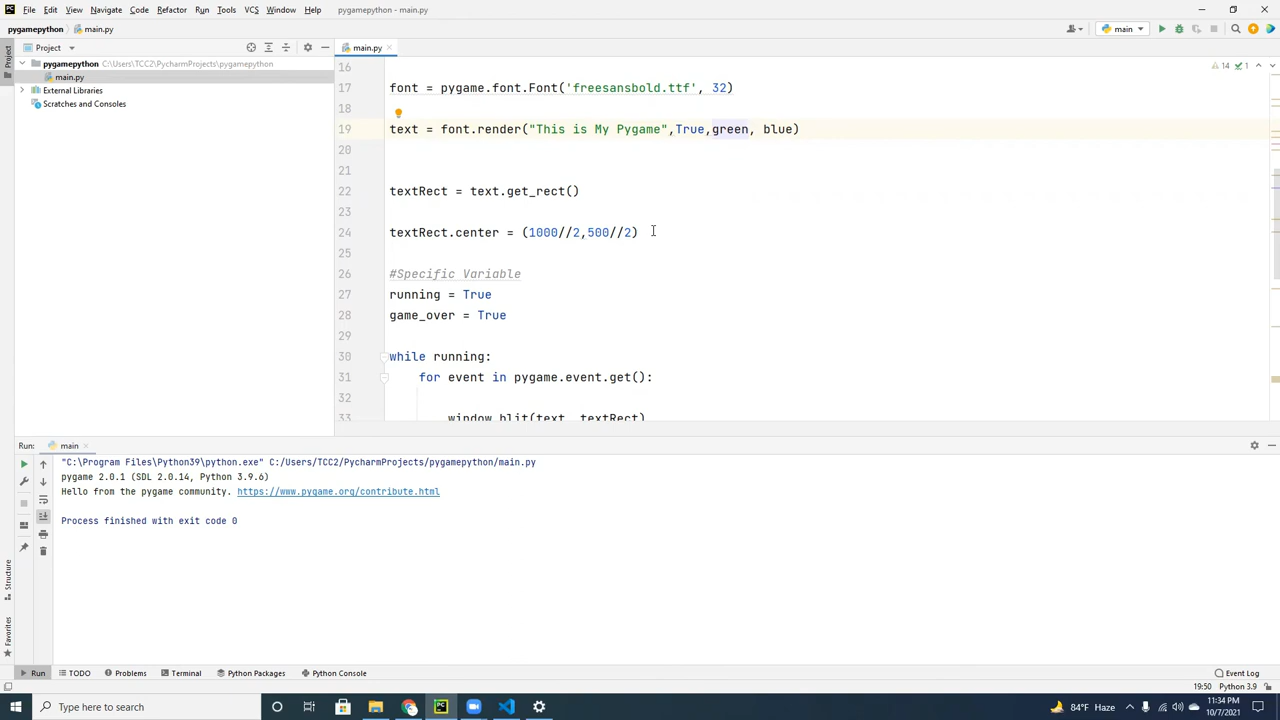 File Edit View Navigate Code Refactor Run Tools VCS Window Help pygamepython - main.py
pygamepython main.py main
Project main.py
Project
pygamepython C:\Users\TCC2\PycharmProjects\pygamepython
main.py
External Libraries
Scratches and Consoles
14 1
16
17 font = pygame.font.Font('freesansbold.ttf', 32)
18
19 text = font.render("This is My Pygame",True,green, blue)
20
21
22 textRect = text.get_rect()
23
24 textRect.center = (1000//2,500//2)
25
26 #Specific Variable
27 running = True
28 game_over = True
29
30 while running:
31 for event in pygame.event.get():
32
33 window.blit(text, textRect)
Run: main
"C:\Program Files\Python39\python.exe" C:/Users/TCC2/PycharmProjects/pygamepython/main.py
pygame 2.0.1 (SDL 2.0.14, Python 3.9.6)
Hello from the pygame community. https://www.pygame.org/contribute.html
Process finished with exit code 0
Structure
Favorites
Run TODO Problems Terminal Python Packages Python Console Event Log
19:50 Python 3.9
Type here to search
84°F Haze
11:34 PM
10/7/2021